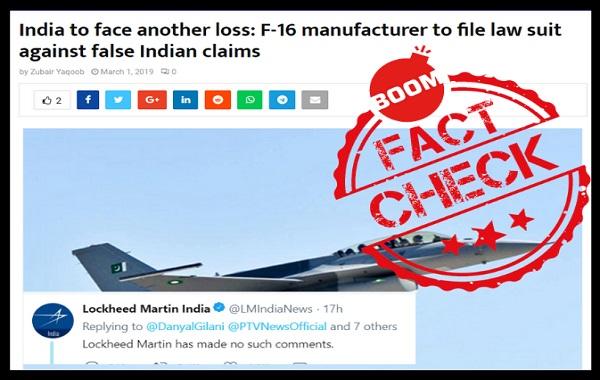 India to face another loss: F-16 manufacturer to file law suit
against false Indian claims
by Zubair Yaqoob March 1, 2019 0
2
BOOM
FACT
CHECK
Lockheed Martin India @LMIndiaNews · 17h
India
Replying to @DanyalGilani @PTVNewsOfficial and 7 others
Lockheed Martin has made no such comments.